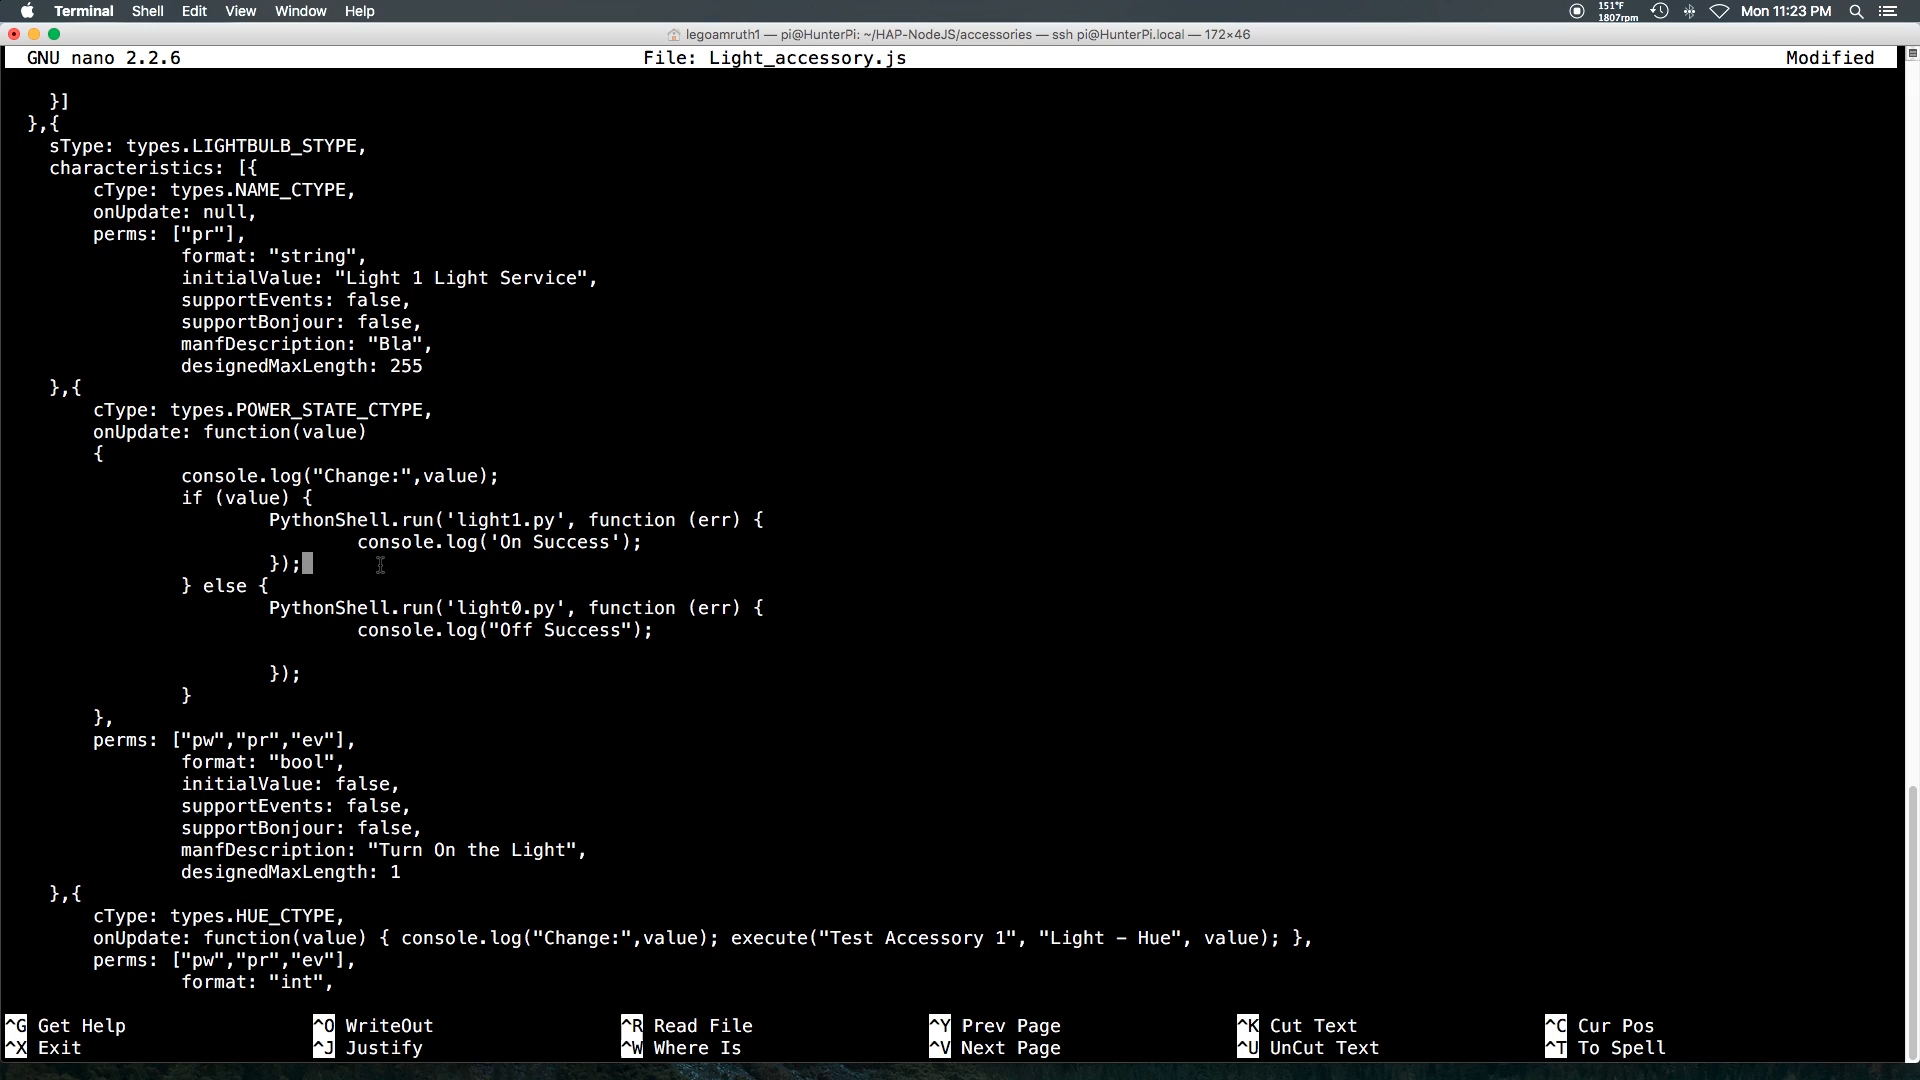 Terminal Shell Edit View Window Help 151°F 1807rpm Mon 11:23 PM
legoamruth1 — pi@HunterPi: ~/HAP-NodeJS/accessories — ssh pi@HunterPi.local — 172×46
GNU nano 2.2.6 File: Light_accessory.js Modified
}]
},{
sType: types.LIGHTBULB_STYPE,
characteristics: [{
cType: types.NAME_CTYPE,
onUpdate: null,
perms: ["pr"],
format: "string",
initialValue: "Light 1 Light Service",
supportEvents: false,
supportBonjour: false,
manfDescription: "Bla",
designedMaxLength: 255
},{
cType: types.POWER_STATE_CTYPE,
onUpdate: function(value)
{
console.log("Change:",value);
if (value) {
PythonShell.run('light1.py', function (err) {
console.log('On Success');
});
} else {
PythonShell.run('light0.py', function (err) {
console.log("Off Success");
});
}
},
perms: ["pw","pr","ev"],
format: "bool",
initialValue: false,
supportEvents: false,
supportBonjour: false,
manfDescription: "Turn On the Light",
designedMaxLength: 1
},{
cType: types.HUE_CTYPE,
onUpdate: function(value) { console.log("Change:",value); execute("Test Accessory 1", "Light – Hue", value); },
perms: ["pw","pr","ev"],
format: "int",
^G Get Help ^O WriteOut ^R Read File ^Y Prev Page ^K Cut Text ^C Cur Pos
^X Exit ^J Justify ^W Where Is ^V Next Page ^U UnCut Text ^T To Spell